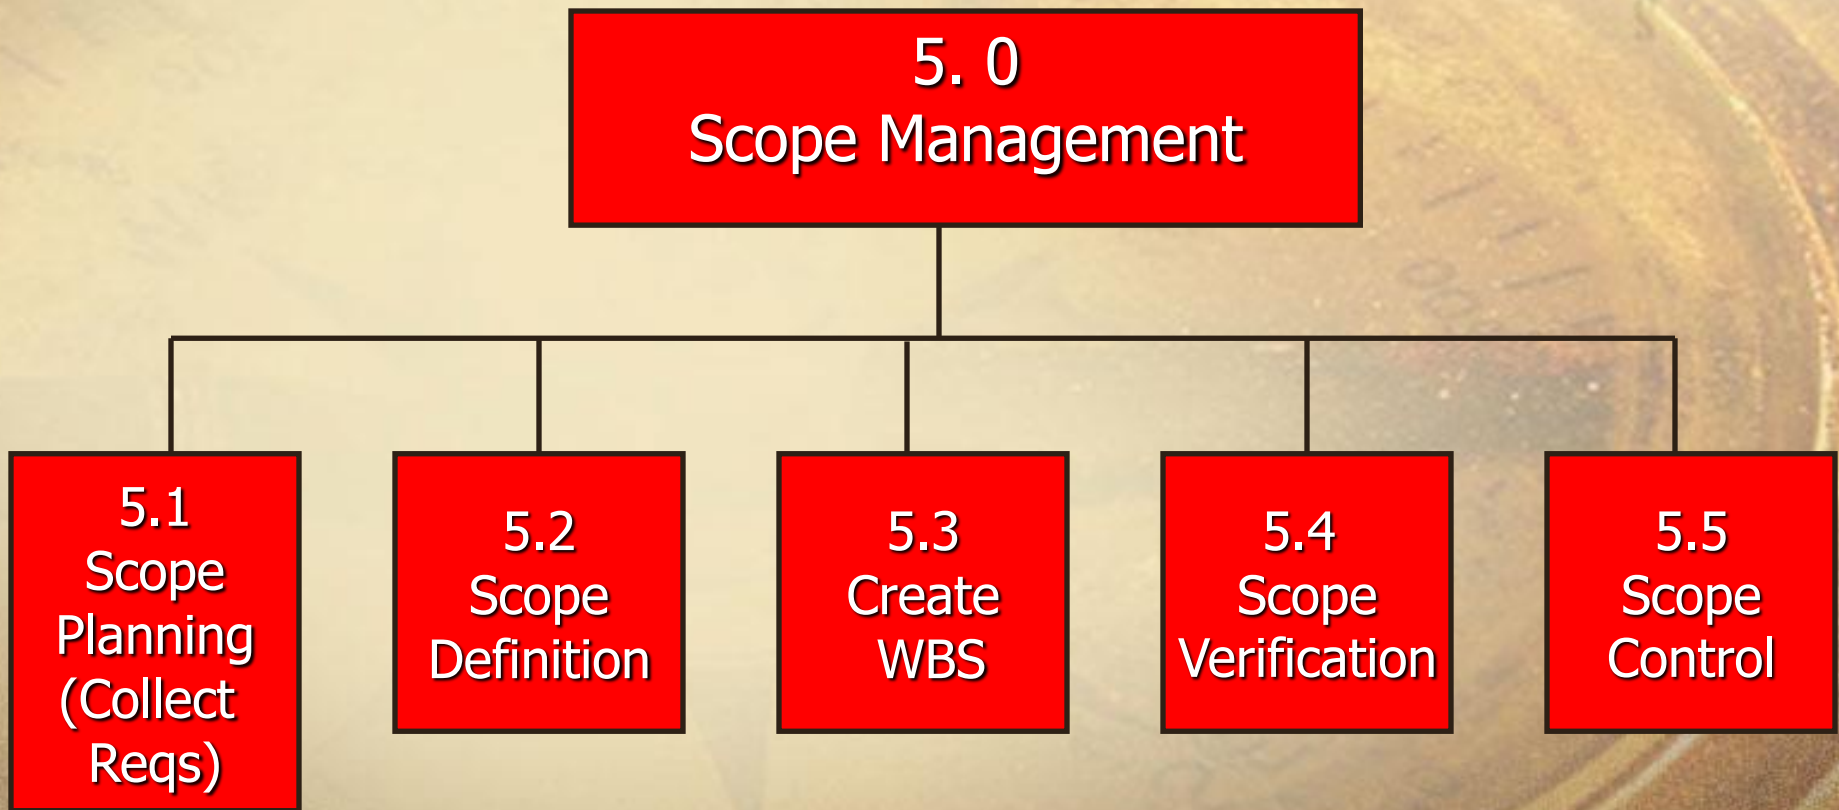 5. 0
Scope Management
5.1
Scope
Planning
(Collect
Reqs)
5.2
Scope
Definition
5.3
Create
WBS
5.4
Scope
Verification
5.5
Scope
Control